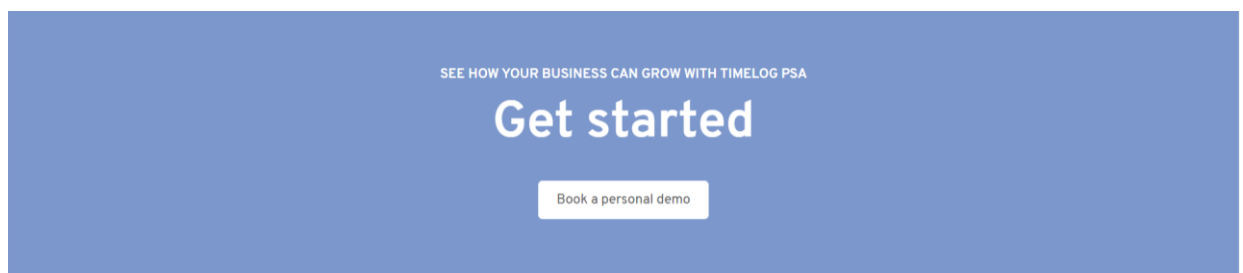 SEE HOW YOUR BUSINESS CAN GROW WITH TIMELOG PSA
Get started
Book a personal demo